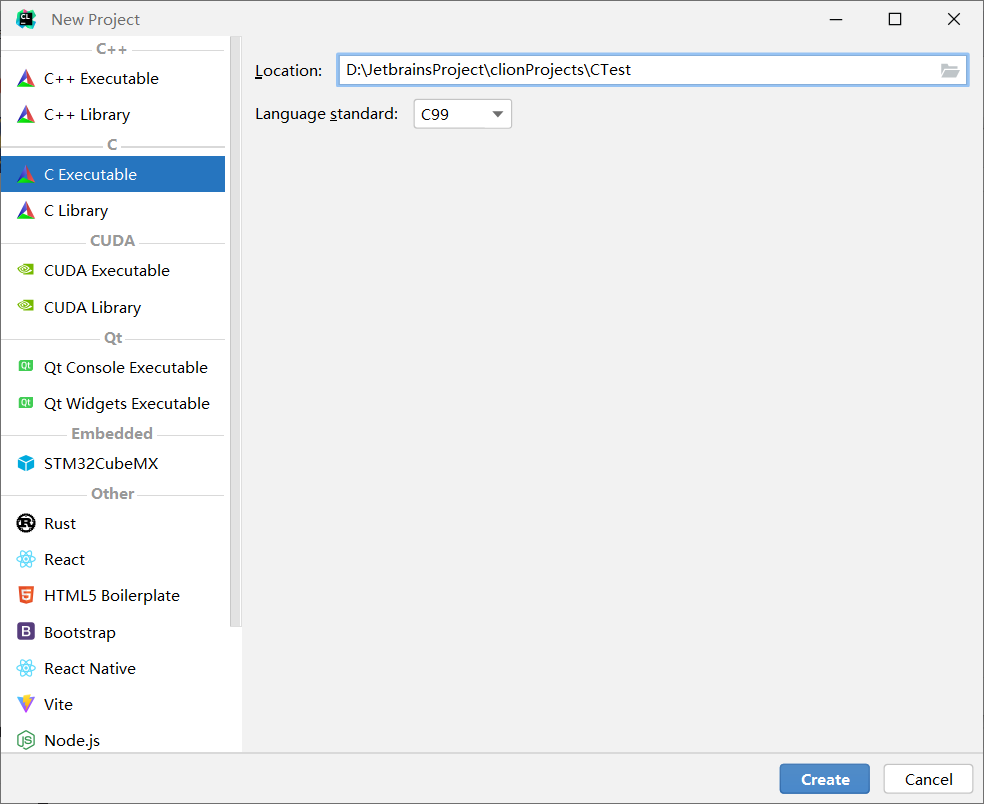 New Project
C++
C++ Executable
C++ Library
C
C Executable
C Library
CUDA
CUDA Executable
CUDA Library
Qt
Qt Console Executable
Qt Widgets Executable
Embedded
STM32CubeMX
Other
Rust
React
HTML5 Boilerplate
Bootstrap
React Native
Vite
Node.js
Location: D:\JetbrainsProject\clionProjects\CTest
Language standard: C99
Create Cancel